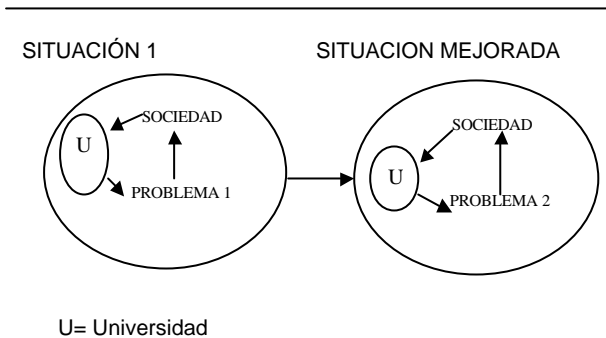 SITUACIÓN 1 SITUACION MEJORADA
SOCIEDAD
U
PROBLEMA 1
SOCIEDAD
U
PROBLEMA 2
U= Universidad